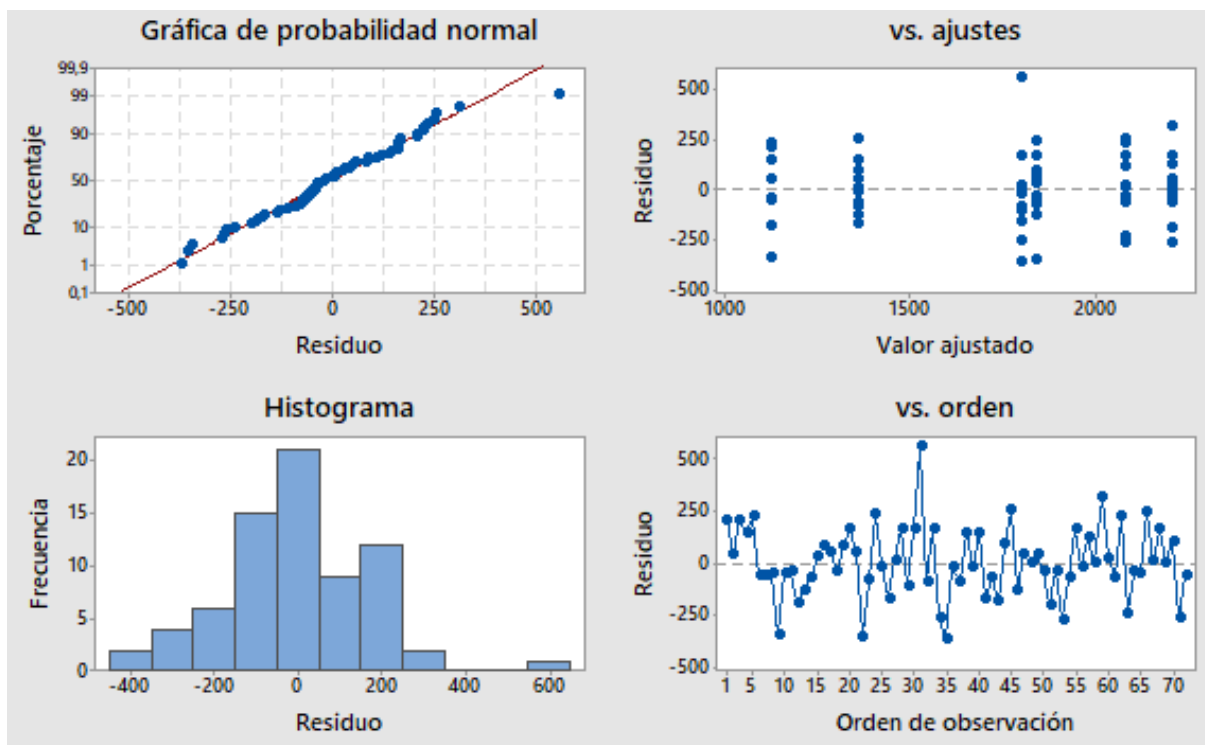 Gráfica de probabilidad normal
99,9
99
90
50
10
1
0,1
Porcentaje
-500 -250 0 250 500
Residuo
vs. ajustes
500
250
0
-250
-500
Residuo
1000 1500 2000
Valor ajustado
Histograma
20
15
10
5
0
Frecuencia
-400 -200 0 200 400 600
Residuo
vs. orden
500
250
0
-250
-500
Residuo
1 5 10 15 20 25 30 35 40 45 50 55 60 65 70
Orden de observación